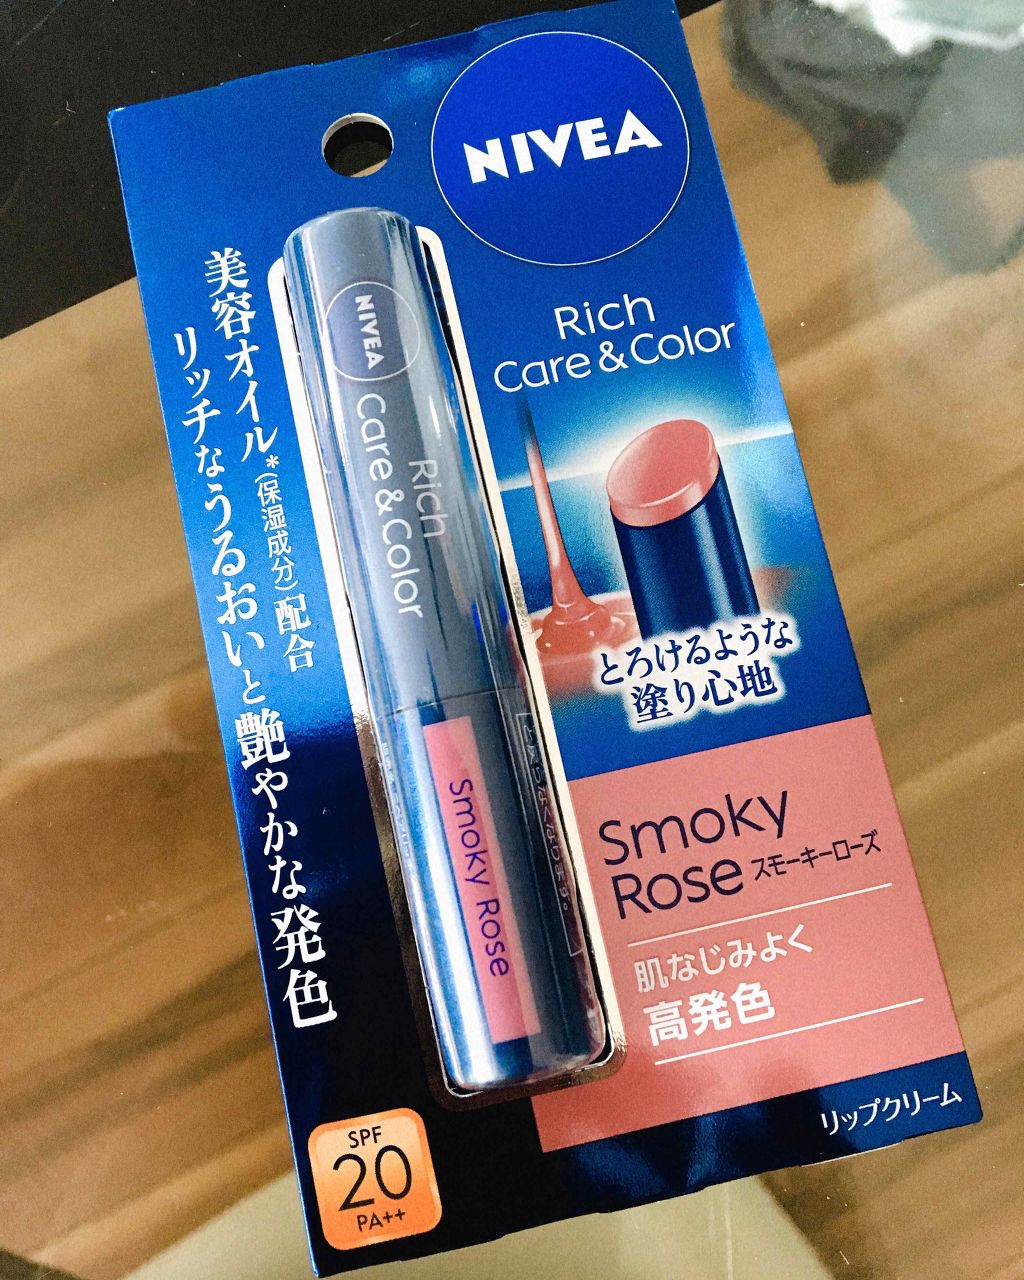 NIVEA
Rich
Care & Color
美容オイル*(保湿成分)配合
リッチなうるおいと艶やかな発色
NIVEA
Rich
Care & Color
Smoky Rose
とろけるような
塗り心地
Smoky
Rose スモーキーローズ
肌なじみよく
高発色
リップクリーム
SPF
20
PA++